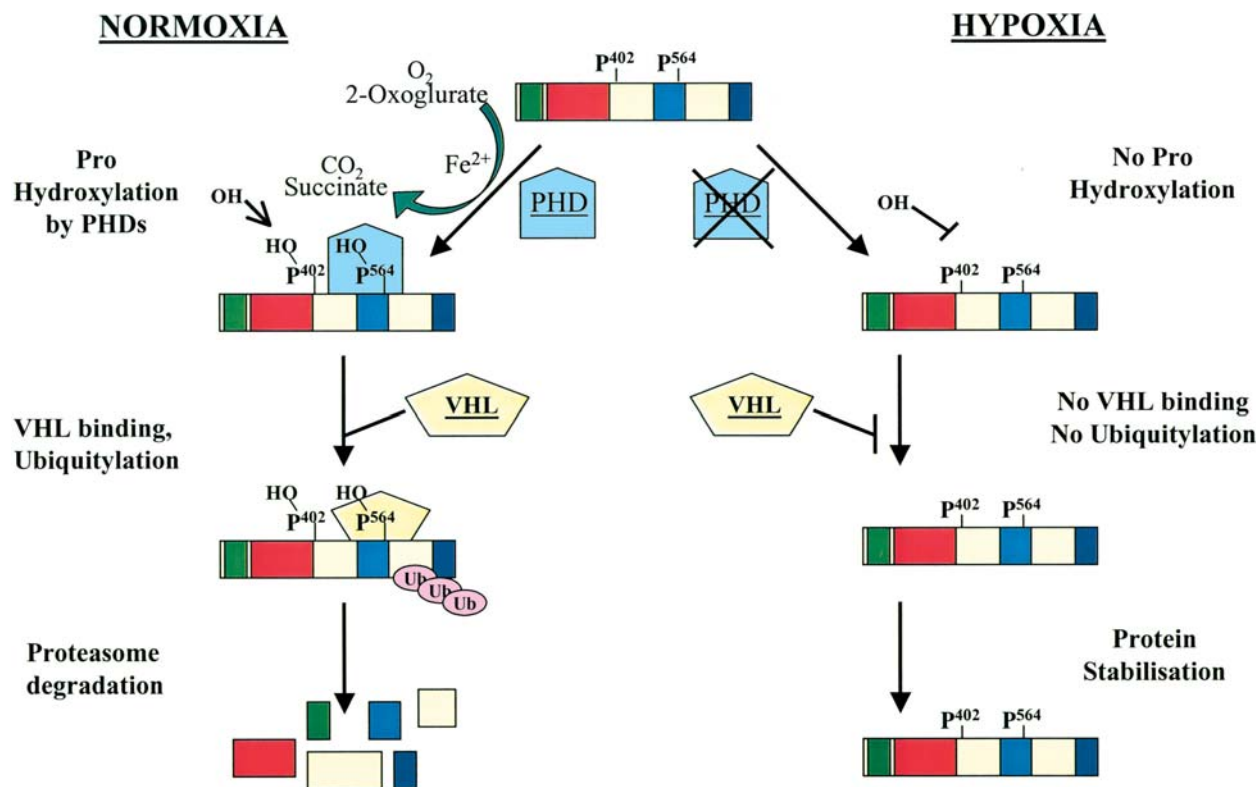 NORMOXIA
HYPOXIA
P402 P564
O2
2-Oxoglurate
Fe2+
CO2
Succinate
Pro
Hydroxylation
by PHDs
OH
PHD
PHD
No Pro
Hydroxylation
OH
HO HO
P402 P564
P402 P564
VHL
VHL
VHL binding,
Ubiquitylation
No VHL binding
No Ubiquitylation
HO HO
P402 P564
Ub
Ub
Ub
P402 P564
Proteasome
degradation
Protein
Stabilisation
P402 P564